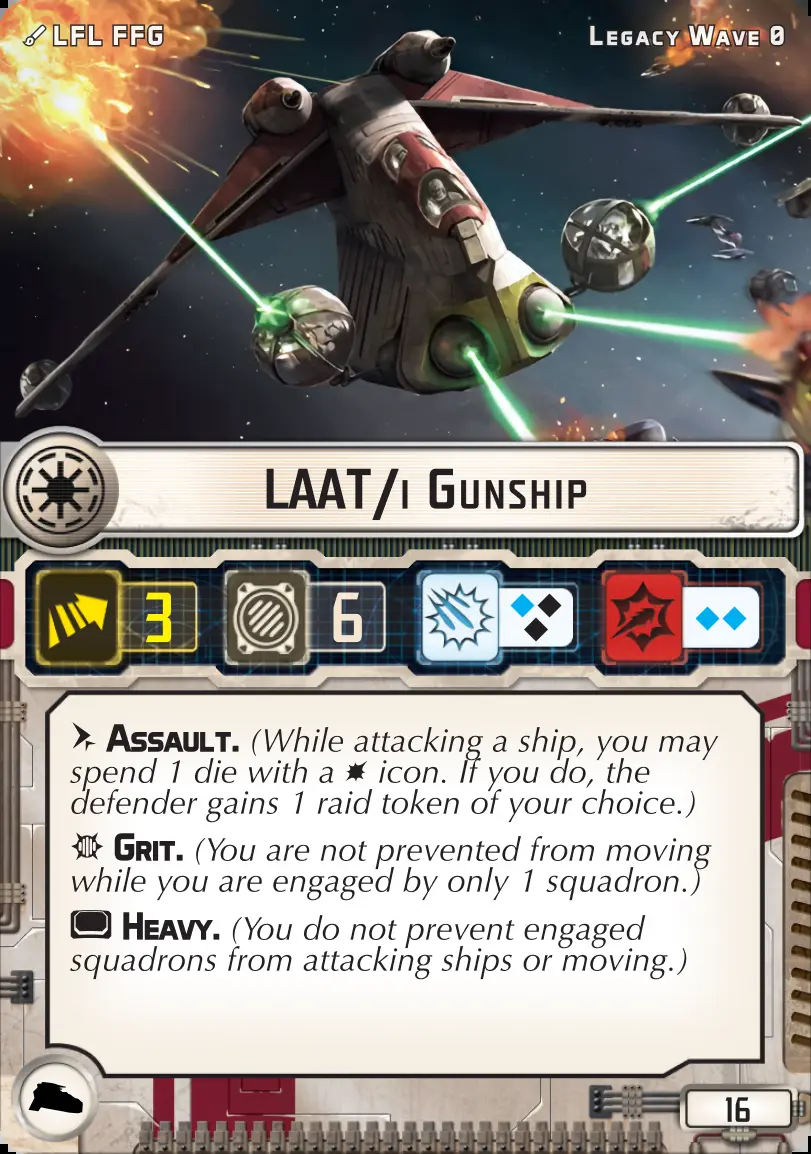 LFL FFG
Legacy Wave 0
LAAT/i Gunship
3
6
Assault. (While attacking a ship, you may
spend 1 die with a icon. If you do, the
defender gains 1 raid token of your choice.)
Grit. (You are not prevented from moving
while you are engaged by only 1 squadron.)
Heavy. (You do not prevent engaged
squadrons from attacking ships or moving.)
16